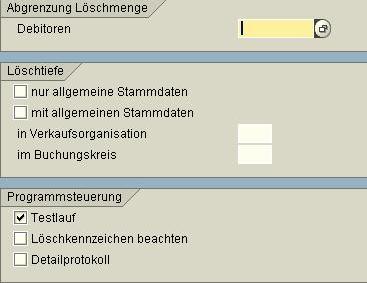 Abgrenzung Löschmenge
Debitoren
Löschtiefe
nur allgemeine Stammdaten
mit allgemeinen Stammdaten
in Verkaufsorganisation
im Buchungskreis
Programmsteuerung
Testlauf
Löschkennzeichen beachten
Detailprotokoll